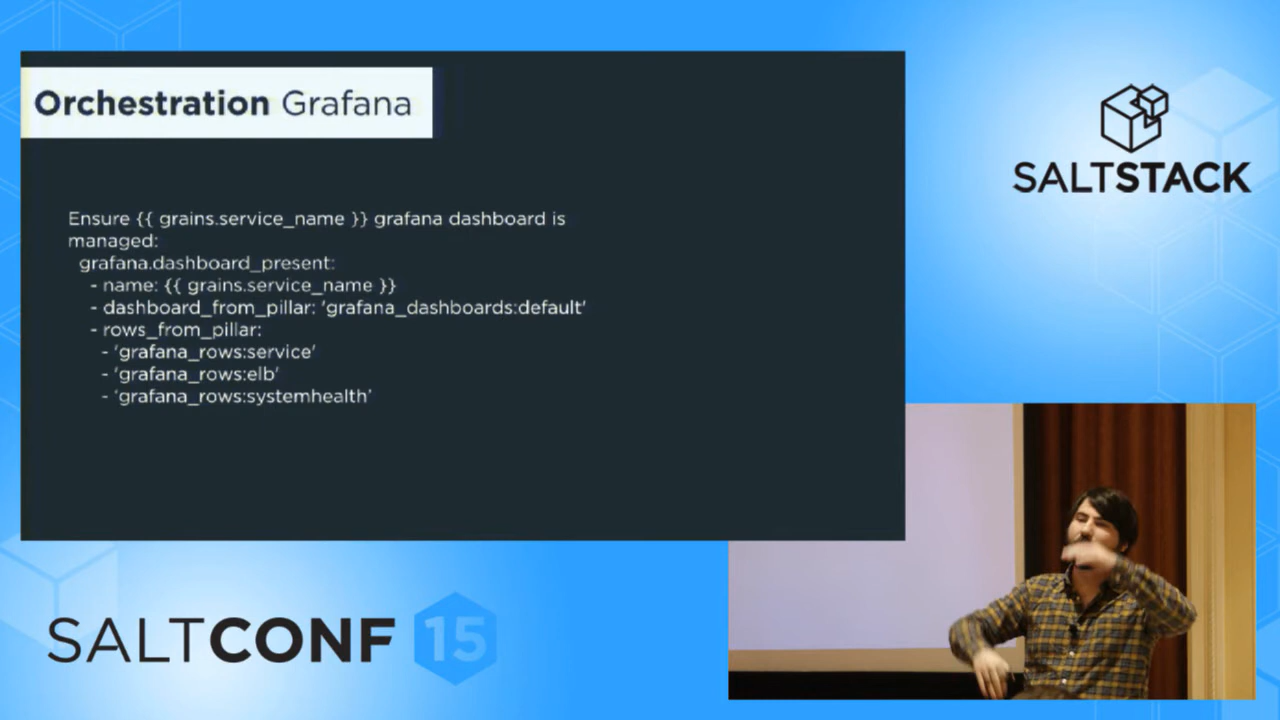 Orchestration Grafana
SALTSTACK
Ensure {{ grains.service_name }} grafana dashboard is
managed:
grafana.dashboard_present:
- name: {{ grains.service_name }}
- dashboard_from_pillar: 'grafana_dashboards:default'
- rows_from_pillar:
- 'grafana_rows:service'
- 'grafana_rows:elb'
- 'grafana_rows:systemhealth'
SALTCONF 15